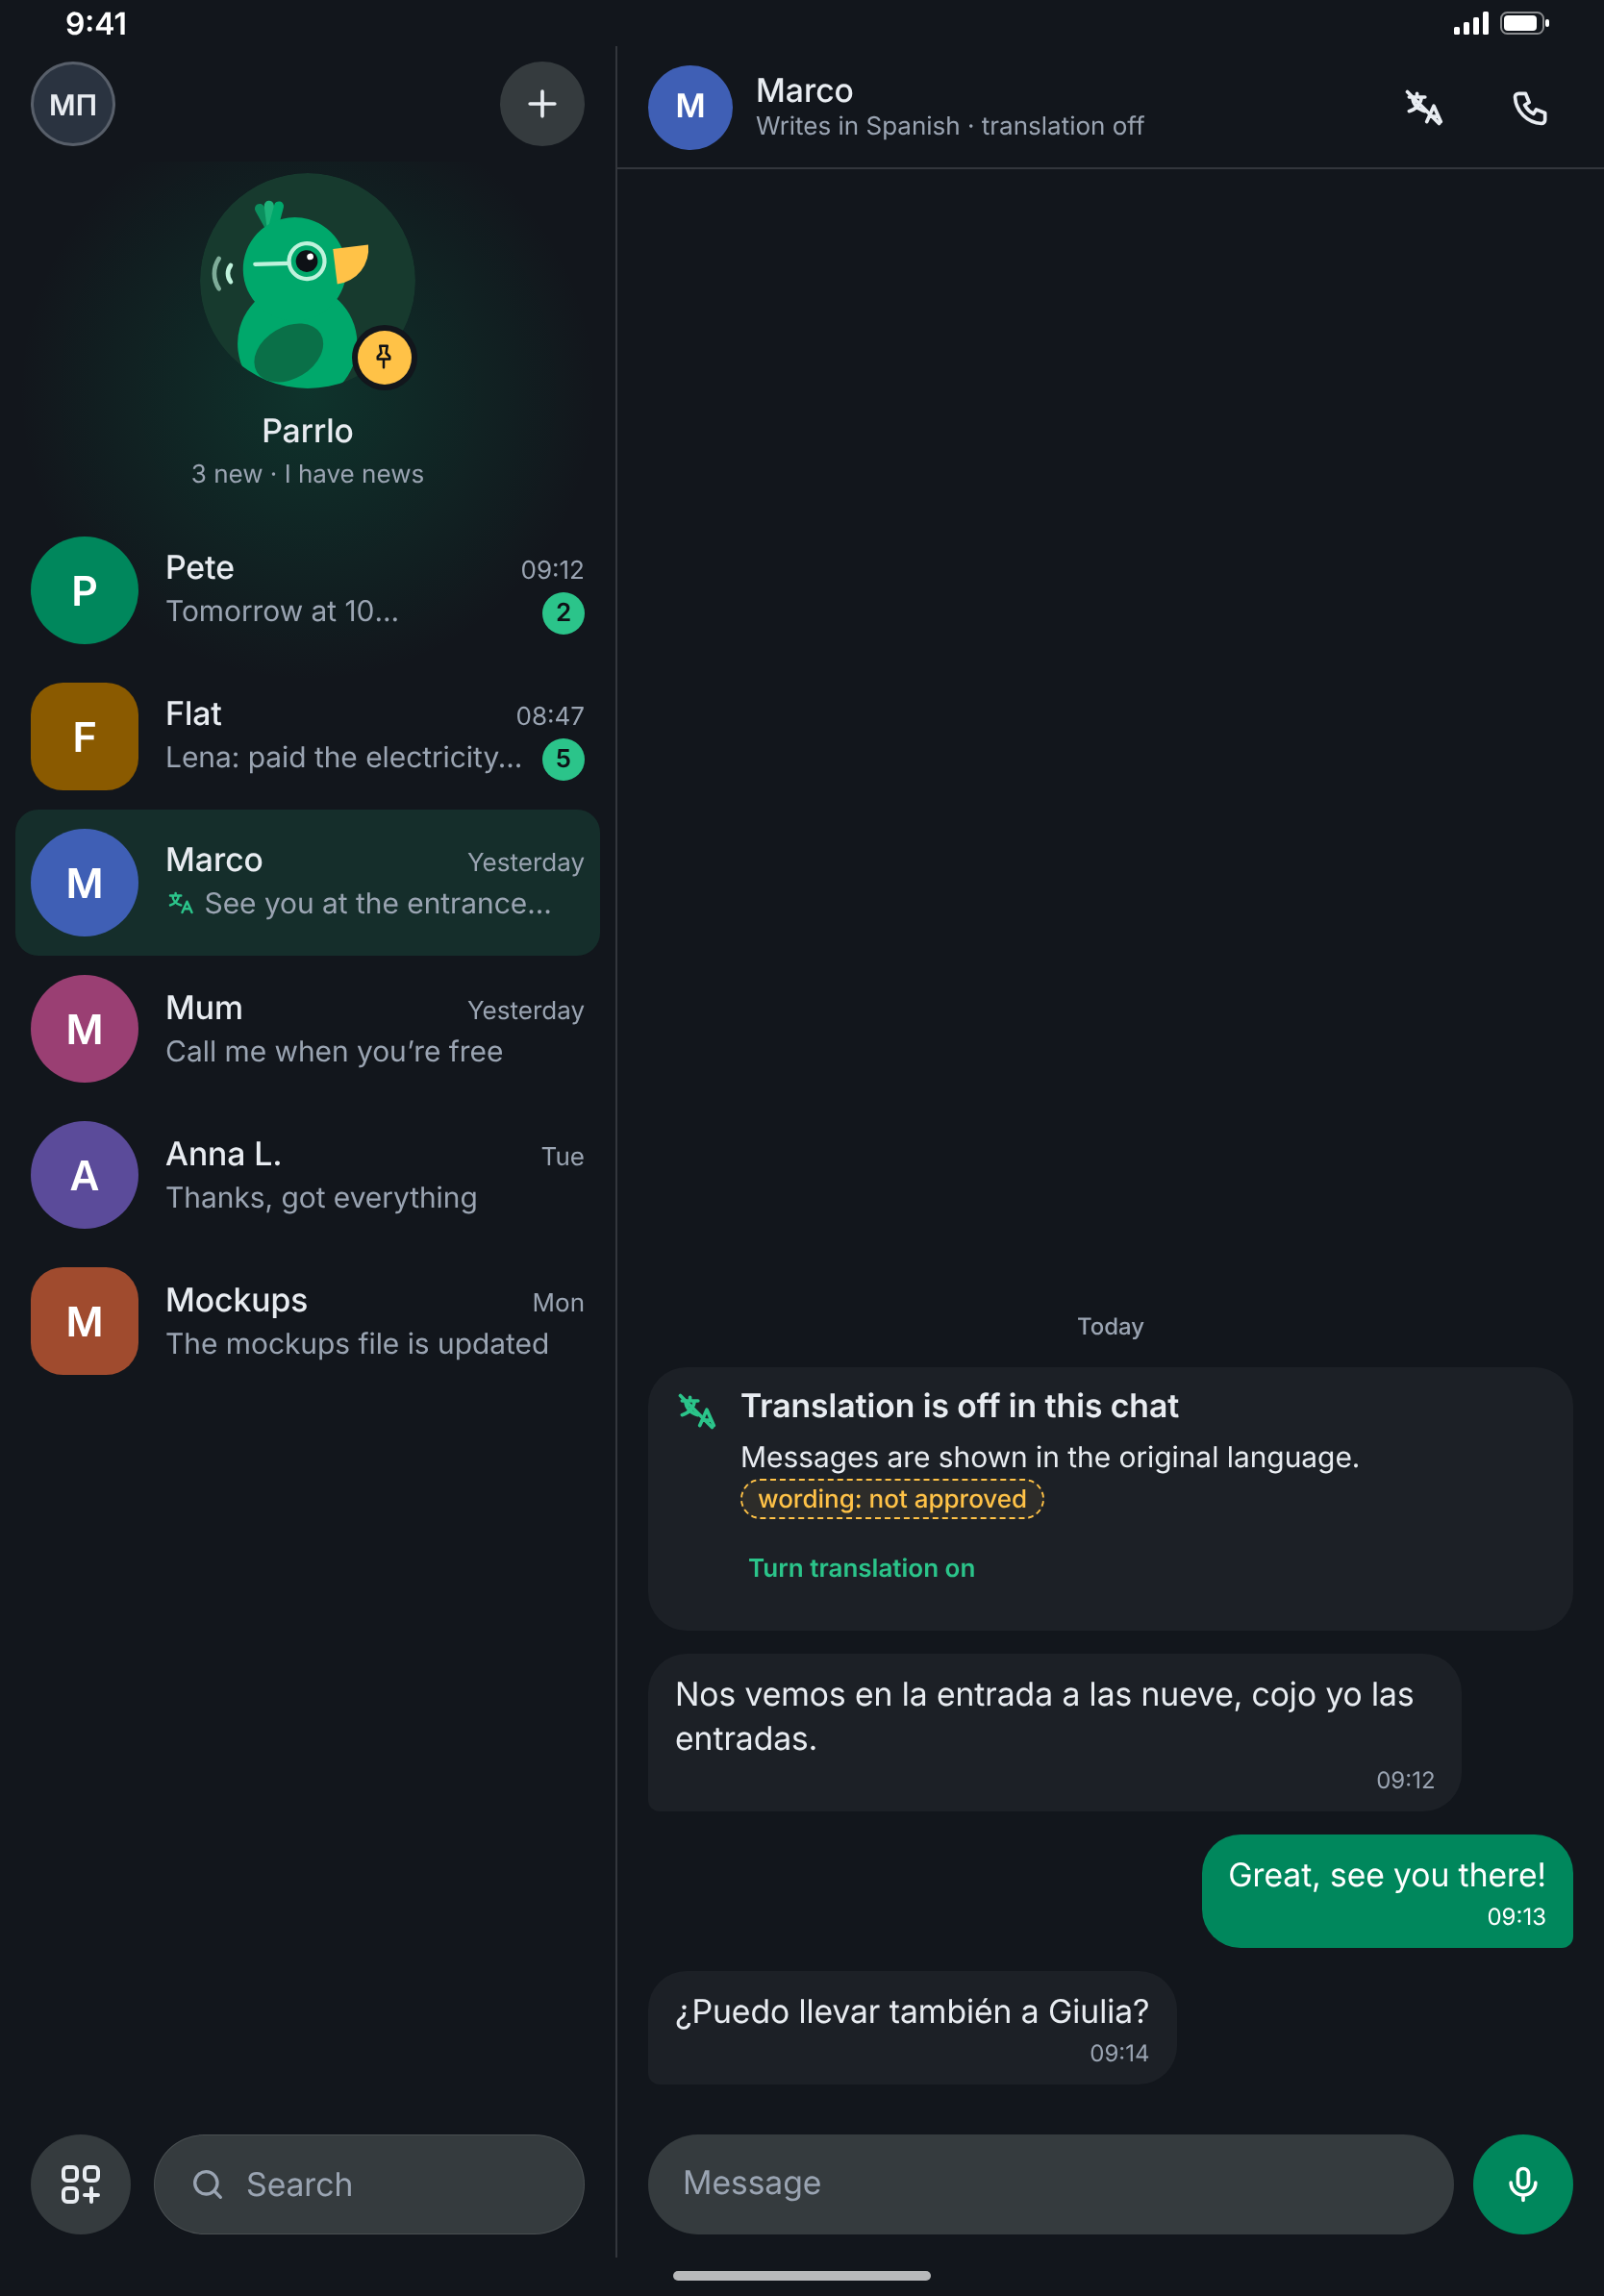 9:41
МП
Parrlo
3 new · I have news
P
Pete
09:12
Tomorrow at 10...
2
F
Flat
08:47
Lena: paid the electricity...
5
M
Marco
Yesterday
See you at the entrance...
M
Mum
Yesterday
Call me when you’re free
A
Anna L.
Tue
Thanks, got everything
M
Mockups
Mon
The mockups file is updated
Search
M
Marco
Writes in Spanish · translation off
Today
Translation is off in this chat
Messages are shown in the original language.
wording: not approved
Turn translation on
Nos vemos en la entrada a las nueve, cojo yo las
entradas.
09:12
Great, see you there!
09:13
¿Puedo llevar también a Giulia?
09:14
Message